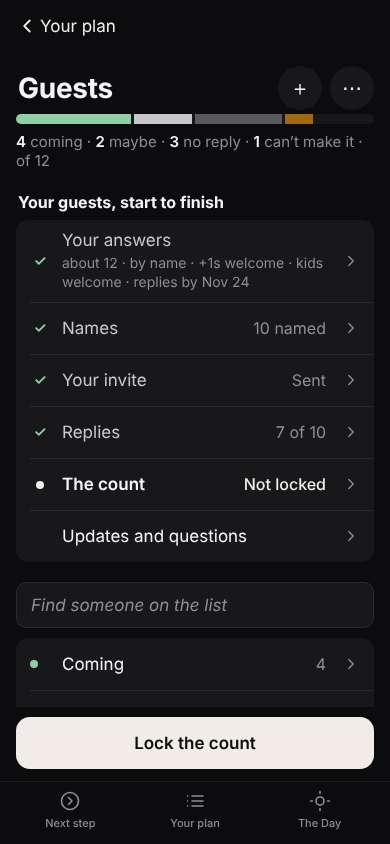 Your plan
Guests
4 coming · 2 maybe · 3 no reply · 1 can't make it ·
of 12
Your guests, start to finish
Your answers
about 12 · by name · +1s welcome · kids
welcome · replies by Nov 24
Names 10 named
Your invite Sent
Replies 7 of 10
The count Not locked
Updates and questions
Find someone on the list
Coming 4
Lock the count
Next step Your plan The Day